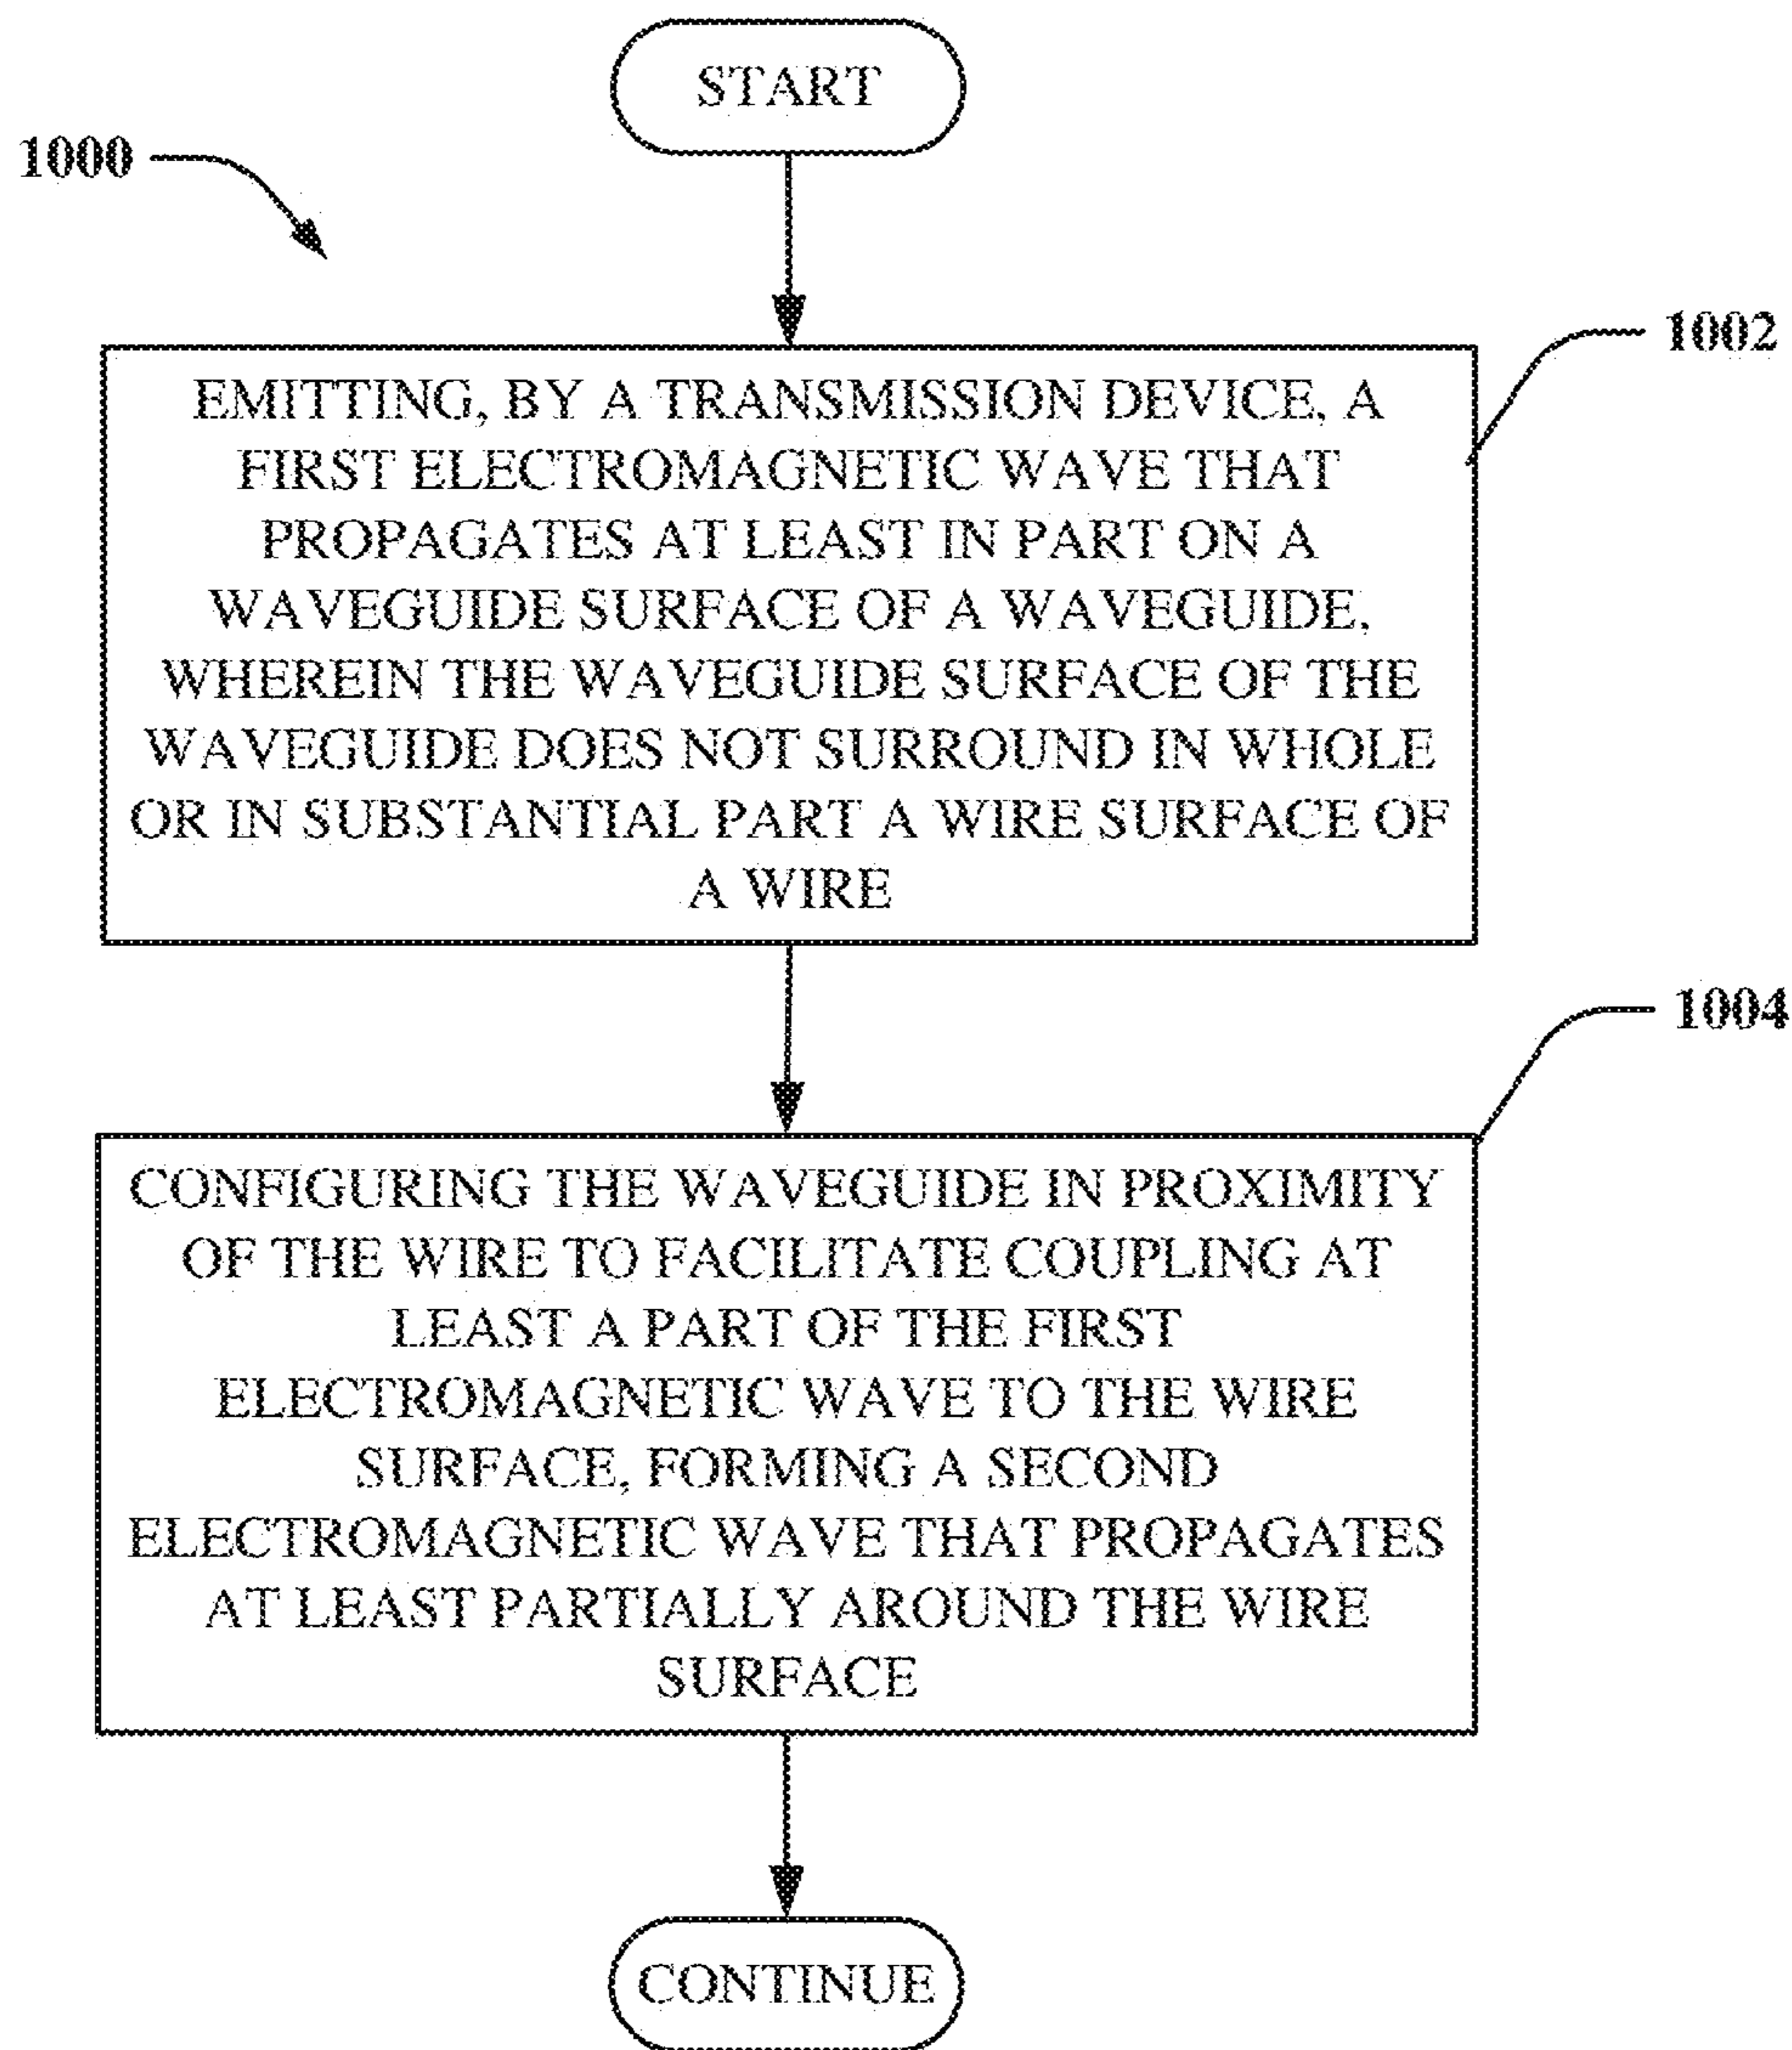 START
1000
1002
EMITTING, BY A TRANSMISSION DEVICE, A
FIRST ELECTROMAGNETIC WAVE THAT
PROPAGATES AT LEAST IN PART ON A
WAVEGUIDE SURFACE OF A WAVEGUIDE,
WHEREIN THE WAVEGUIDE SURFACE OF THE
WAVEGUIDE DOES NOT SURROUND IN WHOLE
OR IN SUBSTANTIAL PART A WIRE SURFACE OF
A WIRE
1004
CONFIGURING THE WAVEGUIDE IN PROXIMITY
OF THE WIRE TO FACILITATE COUPLING AT
LEAST A PART OF THE FIRST
ELECTROMAGNETIC WAVE TO THE WIRE
SURFACE, FORMING A SECOND
ELECTROMAGNETIC WAVE THAT PROPAGATES
AT LEAST PARTIALLY AROUND THE WIRE
SURFACE
CONTINUE